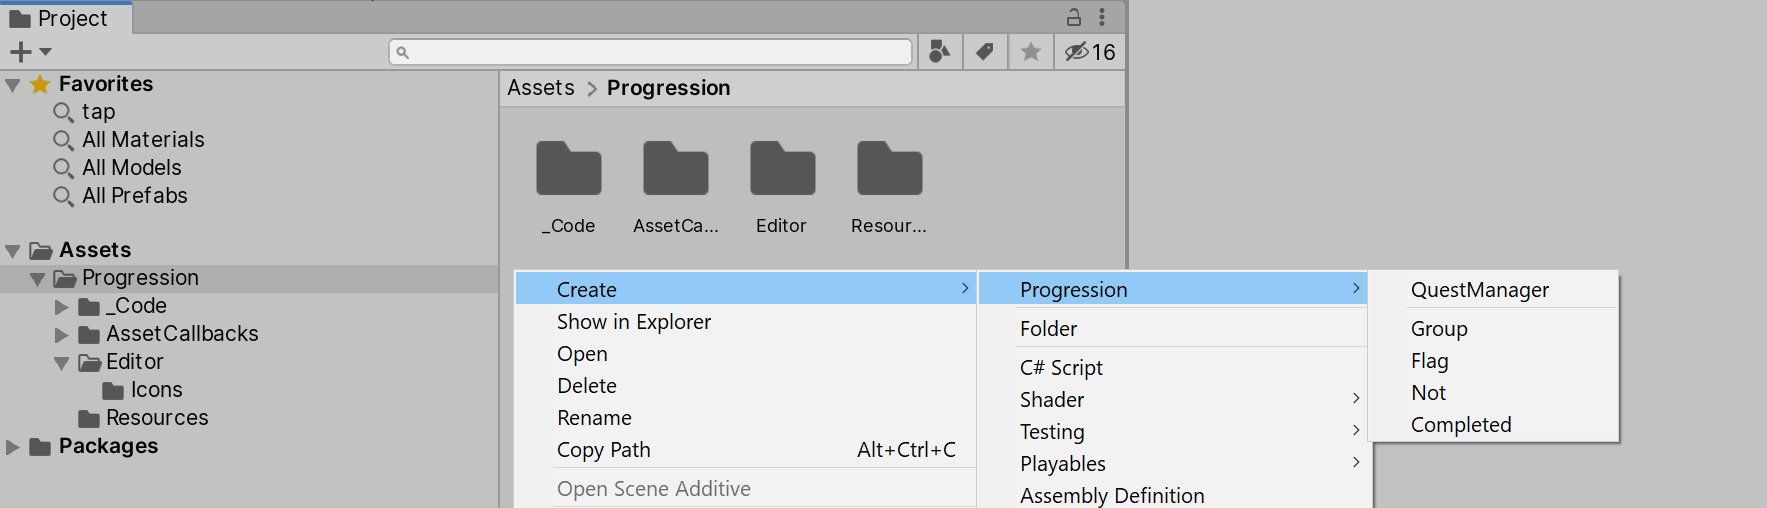 Project
16
Favorites
tap
All Materials
All Models
All Prefabs
Assets
Progression
_Code
AssetCallbacks
Editor
Icons
Resources
Packages
Assets > Progression
_Code
AssetCa...
Editor
Resour...
Create
Show in Explorer
Open
Delete
Rename
Copy Path Alt+Ctrl+C
Open Scene Additive
Progression
Folder
C# Script
Shader
Testing
Playables
Assembly Definition
QuestManager
Group
Flag
Not
Completed